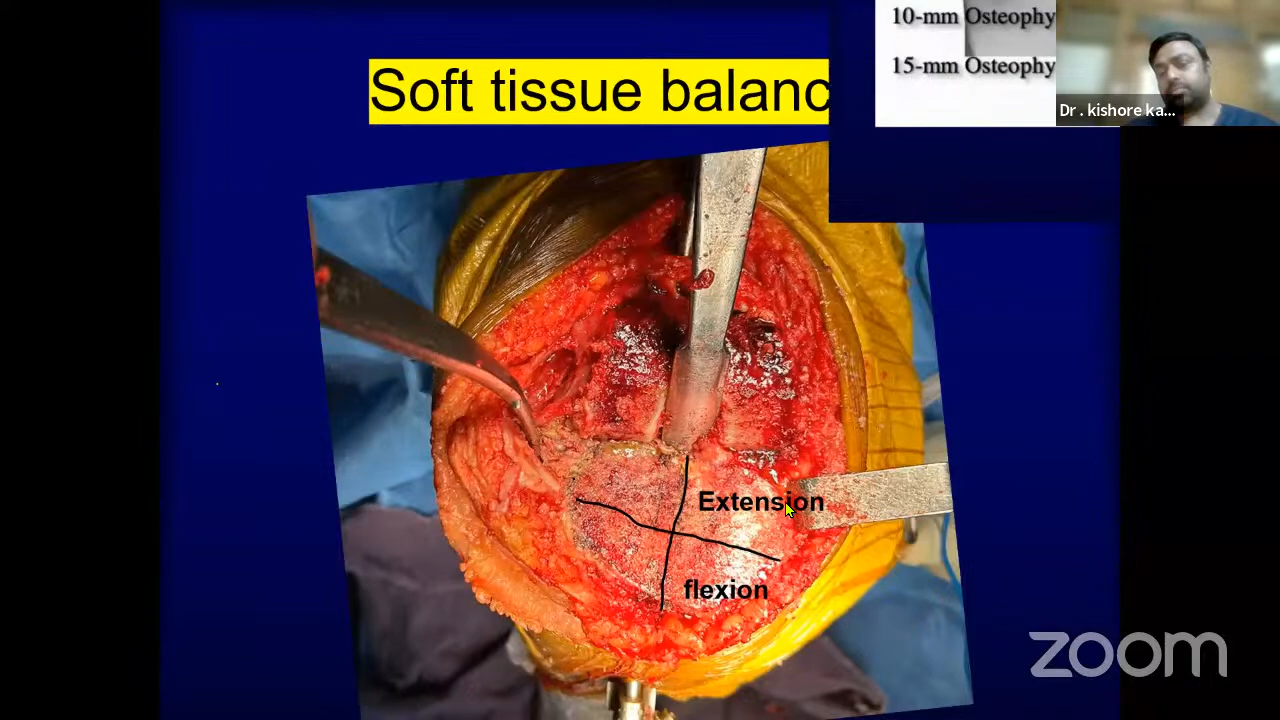 10-mm Osteophy
15-mm Osteophy
Soft tissue balanc
Dr . kishore ka...
Extension
flexion
zoom